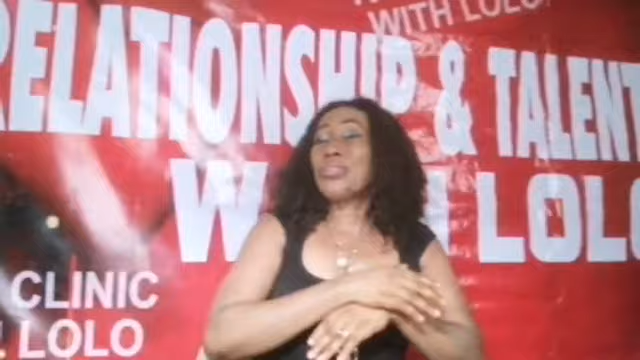 WITH LOLO
RELATIONSHIP & TALENT
LOLO
CLINIC
LOLO